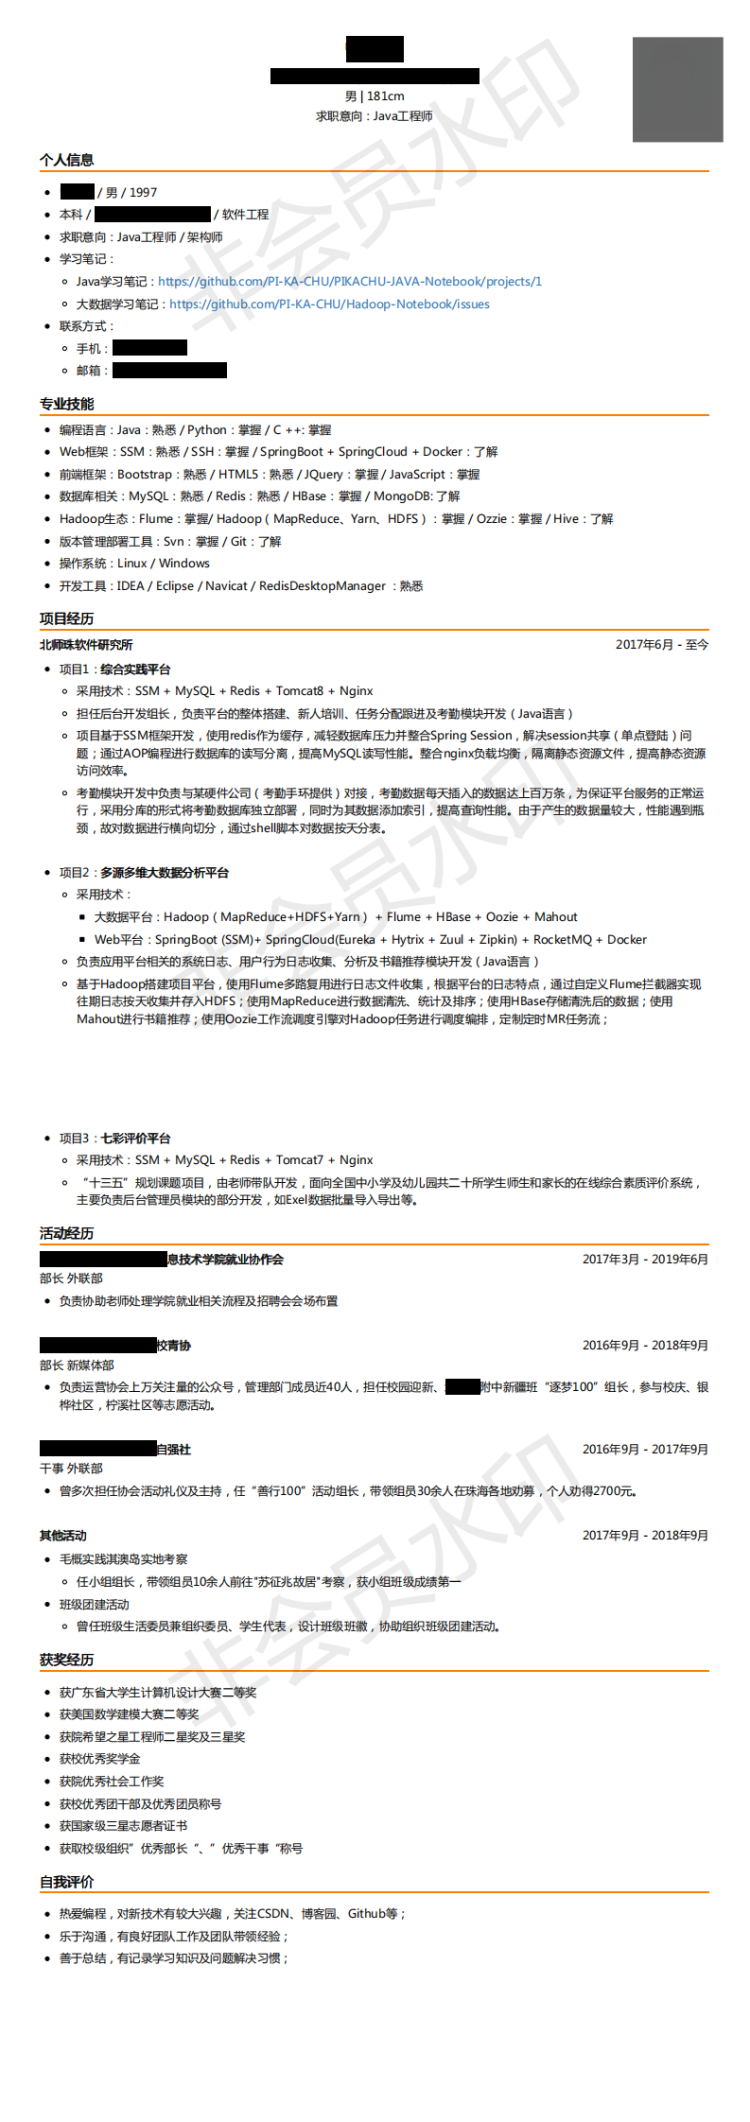 男 | 181cm
求职意向：Java工程师
个人信息
/ 男 / 1997
本科 / / 软件工程
求职意向：Java工程师 / 架构师
学习笔记：
Java学习笔记：https://github.com/PI-KA-CHU/PIKACHU-JAVA-Notebook/projects/1
大数据学习笔记：https://github.com/PI-KA-CHU/Hadoop-Notebook/issues
联系方式：
手机：
邮箱：
专业技能
编程语言：Java：熟悉 / Python：掌握 / C ++: 掌握
Web框架：SSM：熟悉 / SSH：掌握 / SpringBoot + SpringCloud + Docker：了解
前端框架：Bootstrap：熟悉 / HTML5：熟悉 / JQuery：掌握 / JavaScript：掌握
数据库相关：MySQL：熟悉 / Redis：熟悉 / HBase：掌握 / MongoDB: 了解
Hadoop生态：Flume：掌握/ Hadoop（MapReduce、Yarn、HDFS）：掌握 / Ozzie：掌握 / Hive：了解
版本管理部署工具：Svn：掌握 / Git：了解
操作系统：Linux / Windows
开发工具：IDEA / Eclipse / Navicat / RedisDesktopManager ：熟悉
项目经历
北师珠软件研究所 2017年6月 - 至今
项目1：综合实践平台
采用技术：SSM + MySQL + Redis + Tomcat8 + Nginx
担任后台开发组长，负责平台的整体搭建、新人培训、任务分配跟进及考勤模块开发（Java语言）
项目基于SSM框架开发，使用redis作为缓存，减轻数据库压力并整合Spring Session，解决session共享（单点登陆）问
题；通过AOP编程进行数据库的读写分离，提高MySQL读写性能。整合nginx负载均衡，隔离静态资源文件，提高静态资源
访问效率。
考勤模块开发中负责与某硬件公司（考勤手环提供）对接，考勤数据每天插入的数据达上百万条，为保证平台服务的正常运
行，采用分库的形式将考勤数据库独立部署，同时为其数据添加索引，提高查询性能。由于产生的数据量较大，性能遇到瓶
颈，故对数据进行横向切分，通过shell脚本对数据按天分表。
项目2：多源多维大数据分析平台
采用技术：
大数据平台：Hadoop（MapReduce+HDFS+Yarn） + Flume + HBase + Oozie + Mahout
Web平台：SpringBoot (SSM)+ SpringCloud(Eureka + Hytrix + Zuul + Zipkin) + RocketMQ + Docker
负责应用平台相关的系统日志、用户行为日志收集、分析及书籍推荐模块开发（Java语言）
基于Hadoop搭建项目平台，使用Flume多路复用进行日志文件收集，根据平台的日志特点，通过自定义Flume拦截器实现
往期日志按天收集并存入HDFS；使用MapReduce进行数据清洗、统计及排序；使用HBase存储清洗后的数据；使用
Mahout进行书籍推荐；使用Oozie工作流调度引擎对Hadoop任务进行调度编排，定制定时MR任务流；
项目3：七彩评价平台
采用技术：SSM + MySQL + Redis + Tomcat7 + Nginx
“十三五”规划课题项目，由老师带队开发，面向全国中小学及幼儿园共二十所学生师生和家长的在线综合素质评价系统，
主要负责后台管理员模块的部分开发，如Exel数据批量导入导出等。
活动经历
息技术学院就业协作会 2017年3月 - 2019年6月
部长 外联部
负责协助老师处理学院就业相关流程及招聘会会场布置
校青协 2016年9月 - 2018年9月
部长 新媒体部
负责运营协会上万关注量的公众号，管理部门成员近40人，担任校园迎新、 附中新疆班“逐梦100”组长，参与校庆、银
桦社区，柠溪社区等志愿活动。
自强社 2016年9月 - 2017年9月
干事 外联部
曾多次担任协会活动礼仪及主持，任“善行100”活动组长，带领组员30余人在珠海各地劝募，个人劝得2700元。
其他活动 2017年9月 - 2018年9月
毛概实践淇澳岛实地考察
任小组组长，带领组员10余人前往"苏征兆故居"考察，获小组班级成绩第一
班级团建活动
曾任班级生活委员兼组织委员、学生代表，设计班级班徽，协助组织班级团建活动。
获奖经历
获广东省大学生计算机设计大赛二等奖
获美国数学建模大赛二等奖
获院希望之星工程师二星奖及三星奖
获校优秀奖学金
获院优秀社会工作奖
获校优秀团干部及优秀团员称号
获国家级三星志愿者证书
获取校级组织”优秀部长“、”优秀干事“称号
自我评价
热爱编程，对新技术有较大兴趣，关注CSDN、博客园、Github等；
乐于沟通，有良好团队工作及团队带领经验；
善于总结，有记录学习知识及问题解决习惯；
非会员水印
非会员水印
非会员水印